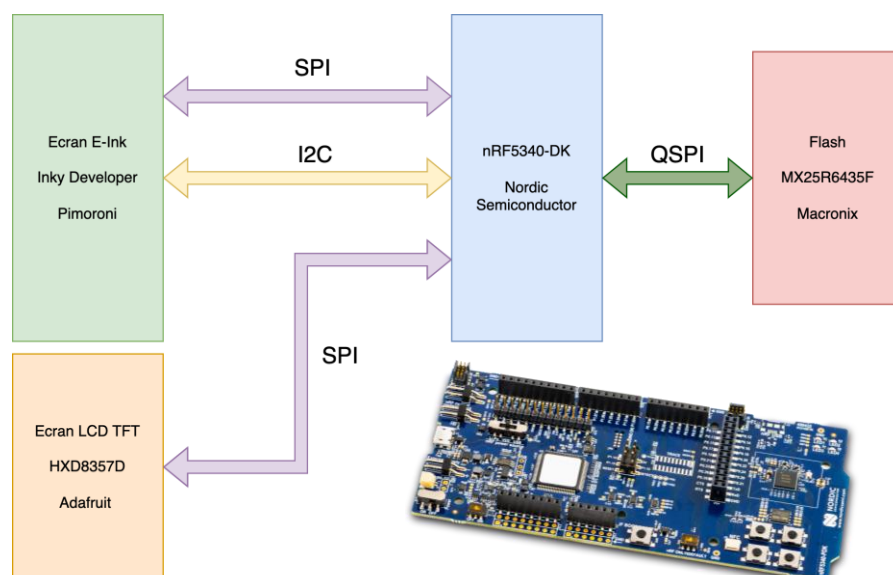 SPI
Ecran E-Ink
Inky Developer
Pimoroni
I2C
nRF5340-DK
Nordic
Semiconductor
QSPI
Flash
MX25R6435F
Macronix
SPI
Ecran LCD TFT
HXD8357D
Adafruit
NORDIC